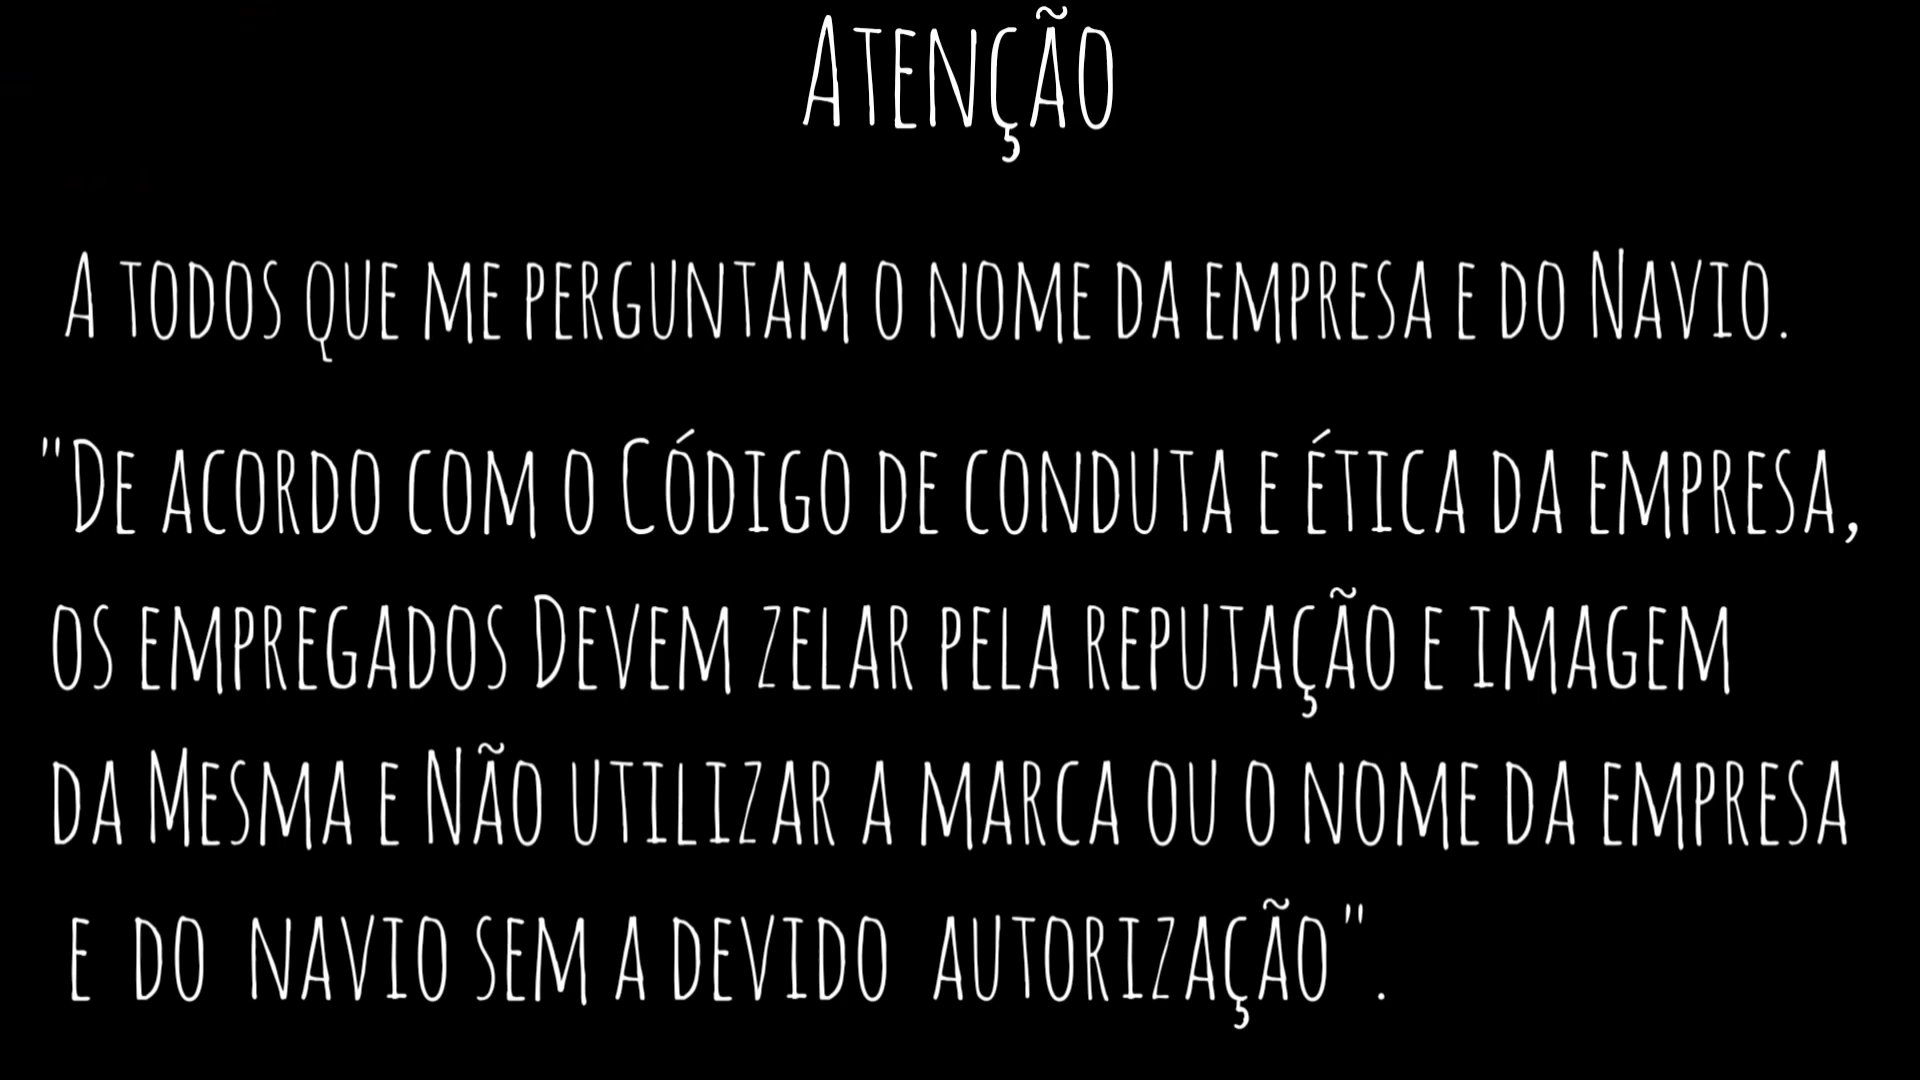 Atenção
A todos que me perguntam o nome da empresa e do Navio.
"De acordo com o Código de conduta e ética da empresa,
os empregados Devem zelar pela reputação e imagem
da Mesma e Não utilizar a marca ou o nome da empresa
e do navio sem a devido autorização".